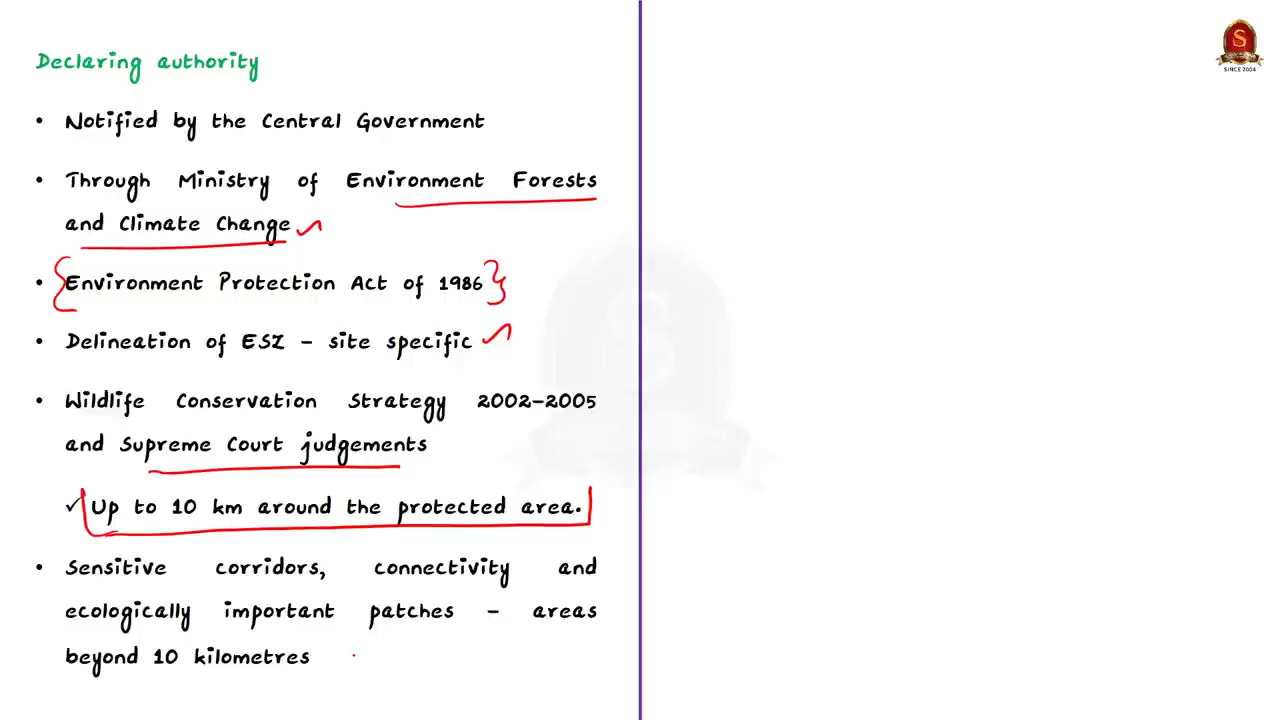 Declaring authority
• Notified by the Central Government
• Through Ministry of Environment Forests
and Climate Change
• Environment Protection Act of 1986
• Delineation of ESZ - site specific
• Wildlife Conservation Strategy 2002-2005
and Supreme Court judgements
✓ Up to 10 km around the protected area.
• Sensitive corridors, connectivity and
ecologically important patches - areas
beyond 10 kilometres
S
SINCE 2004